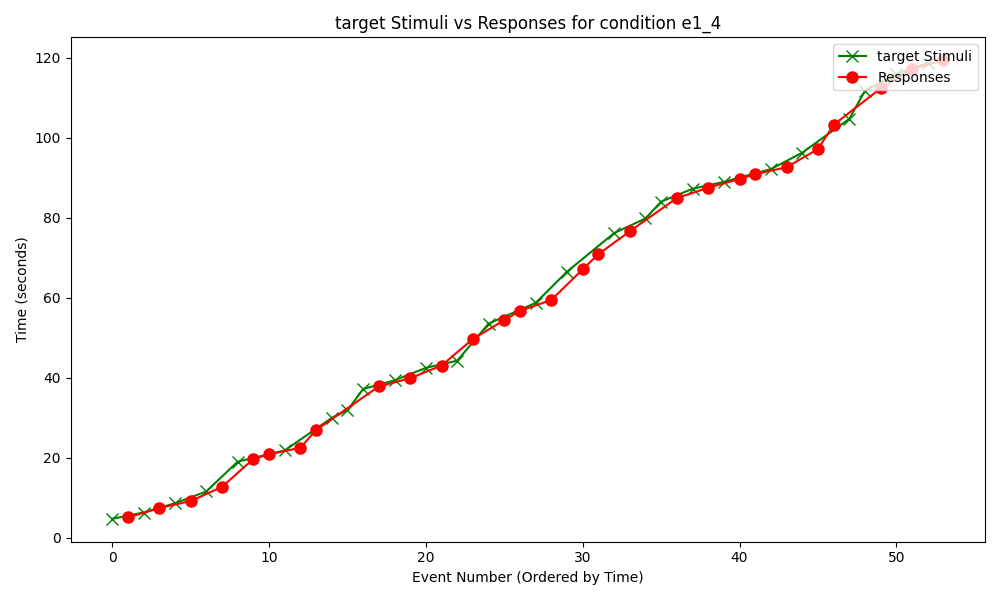 target Stimuli vs Responses for condition e1_4
target Stimuli
Responses
Time (seconds)
120
100
80
60
40
20
0
0 10 20 30 40 50
Event Number (Ordered by Time)